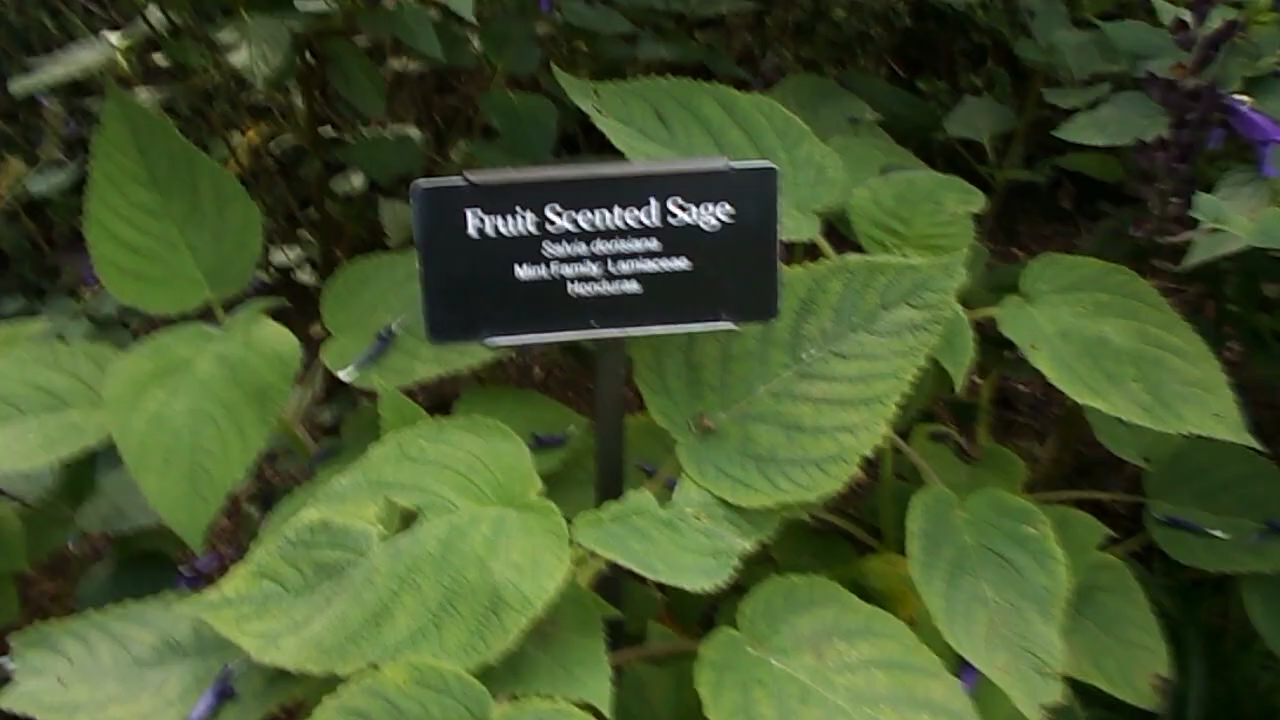 Fruit Scented Sage
Salvia dorisiana
Mint Family: Lamiaceae
Honduras